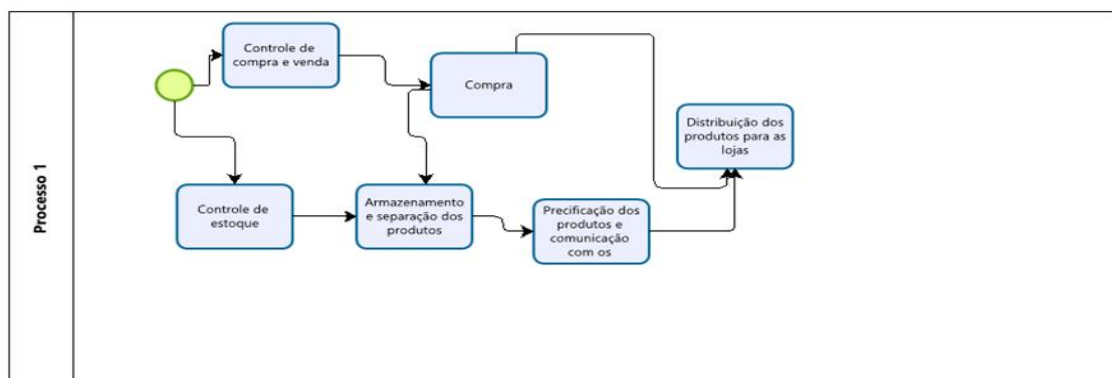 Processo 1
Controle de
compra e venda
Compra
Distribuição dos
produtos para as
lojas
Controle de
estoque
Armazenamento
e separação dos
produtos
Precificação dos
produtos e
comunicação
com os